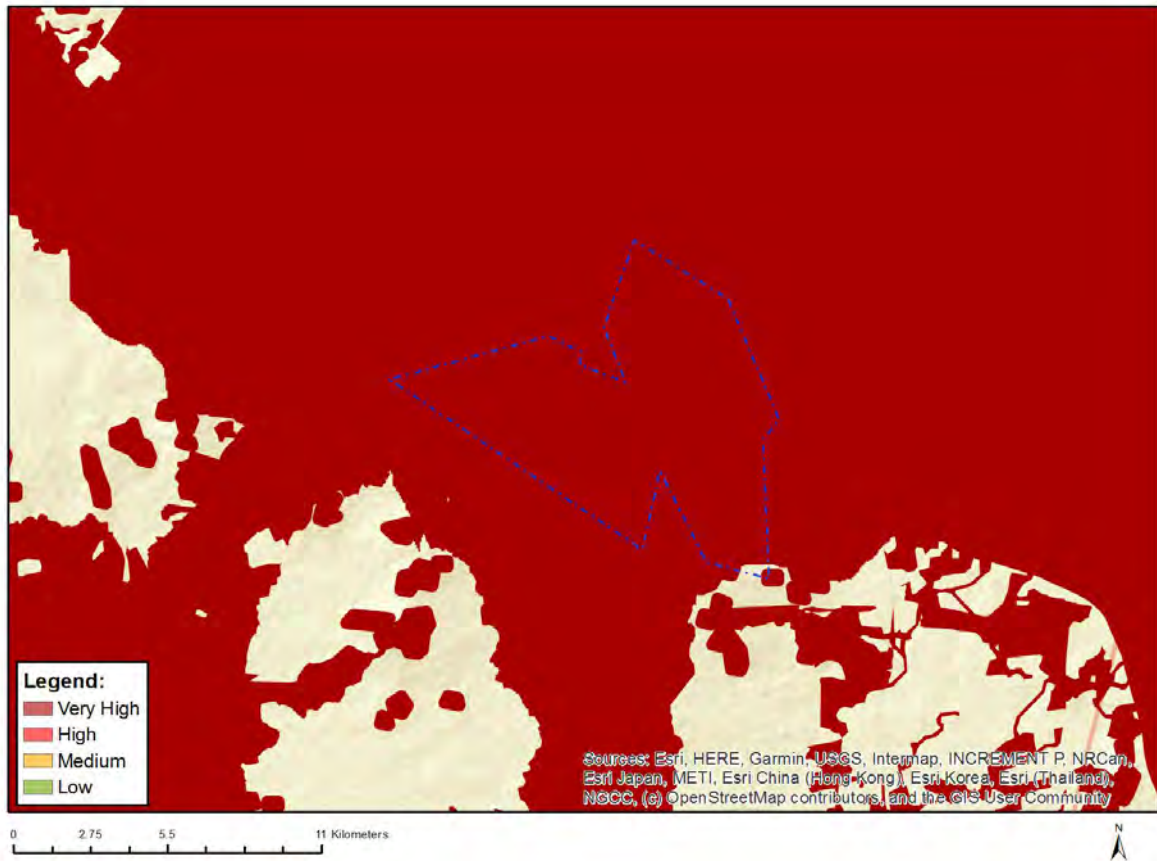 Legend:
Very High
High
Medium
Low
Sources: Esri, HERE, Garmin, USGS, Intermap, INCREMENT P, NRCan,
Esri Japan, METI, Esri China (Hong Kong), Esri Korea, Esri (Thailand),
NGCC, (c) OpenStreetMap contributors, and the GIS User Community
0 2.75 5.5 11 Kilometers
N